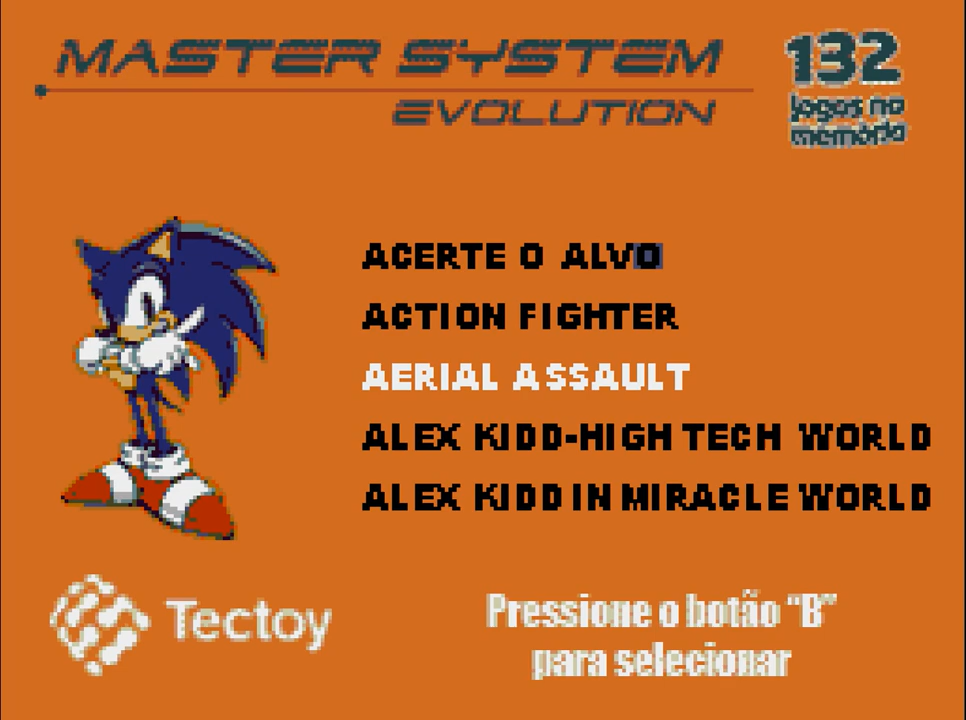 MASTER SYSTEM
EVOLUTION
132
jogos na
memória
ACERTE O ALVO
ACTION FIGHTER
AERIAL ASSAULT
ALEX KIDD-HIGH TECH WORLD
ALEX KIDD IN MIRACLE WORLD
Tectoy
Pressione o botão "B"
para selecionar